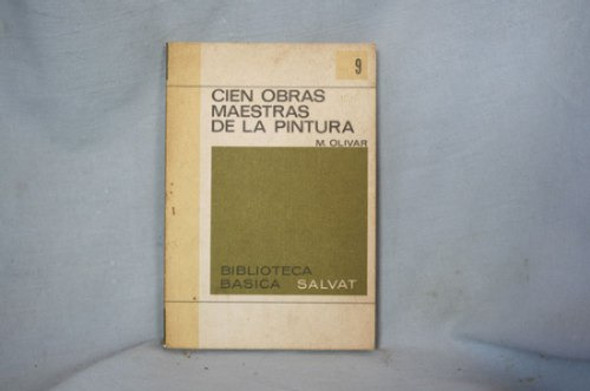 9
CIEN OBRAS
MAESTRAS
DE LA PINTURA
M. OLIVAR
BIBLIOTECA
BASICA SALVAT